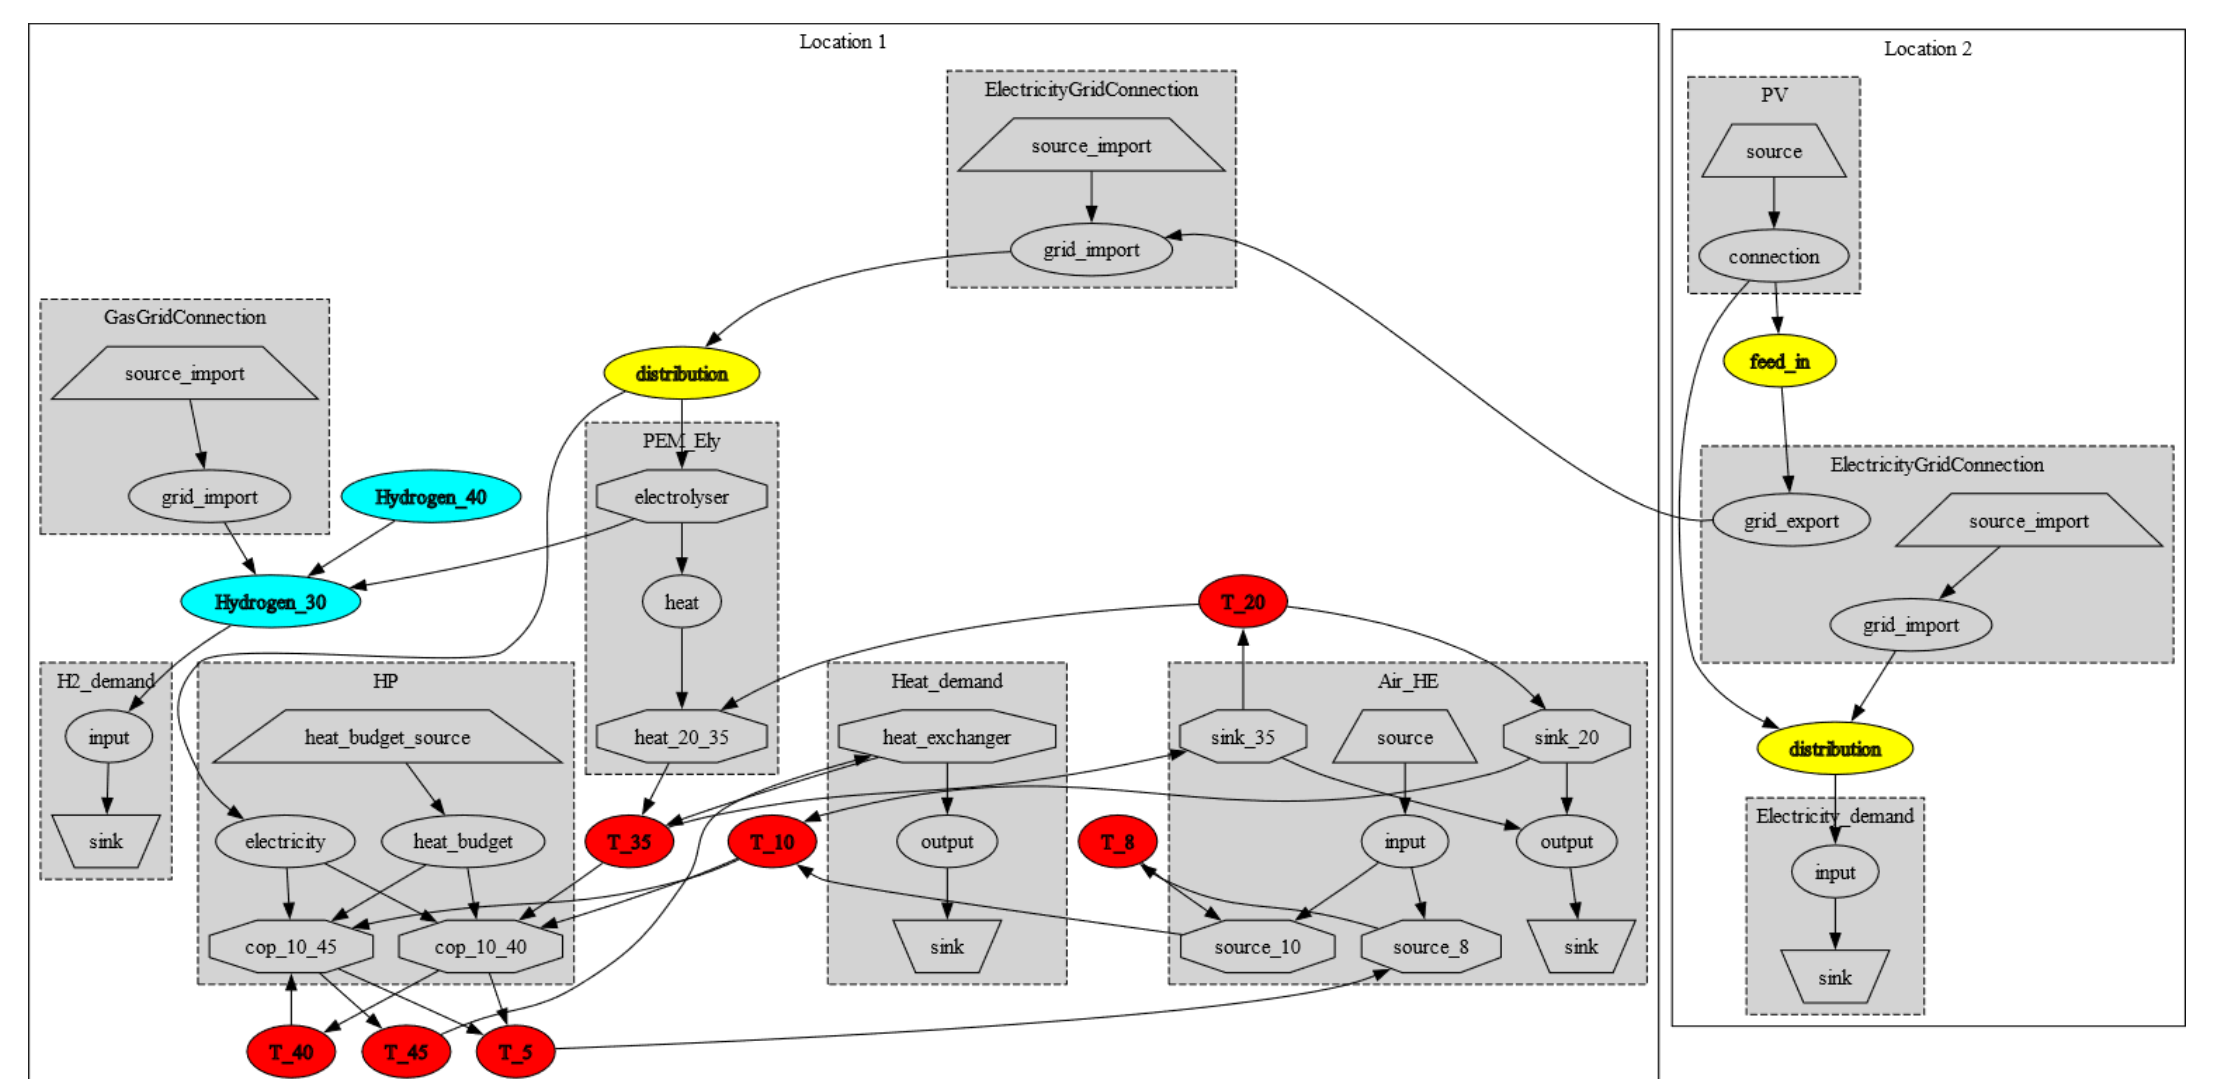 Location 1
Location 2
ElectricityGridConnection
PV
source_import
source
grid_import
connection
GasGridConnection
source_import
distribution
feed_in
PEM_Ely
ElectricityGridConnection
grid_import
Hydrogen_40
electrolyser
grid_export
source_import
Hydrogen_30
heat
T_20
grid_import
H2_demand
HP
Heat_demand
Air_HE
input
heat_budget_source
heat_20_35
heat_exchanger
sink_35
source
sink_20
distribution
sink
electricity
heat_budget
T_35
T_10
output
T_8
input
output
Electricity_demand
input
cop_10_45
cop_10_40
sink
source_10
source_8
sink
sink
T_40
T_45
T_5